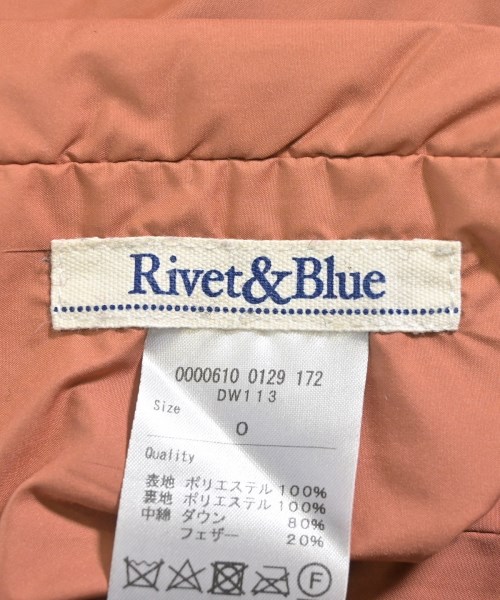 Rivet&Blue
0000610 0129 172
DW113
Size
0
Quality
表地 ポリエステル 100%
裏地 ポリエステル 100%
中綿 ダウン 80%
フェザー 20%
F